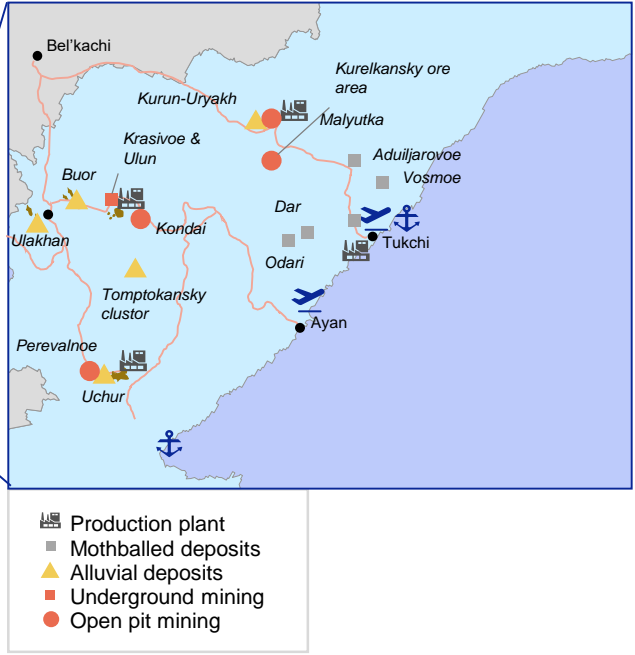 Bel'kachi
Kurelkansky ore
area
Kurun-Uryakh
Malyutka
Krasivoe &
Ulun
Aduiljarovoe
Vosmoe
Buor
Dar
Kondai
Ulakhan
Tukchi
Odari
Tomptokansky
clustor
Ayan
Perevalnoe
Uchur
Production plant
Mothballed deposits
Alluvial deposits
Underground mining
Open pit mining